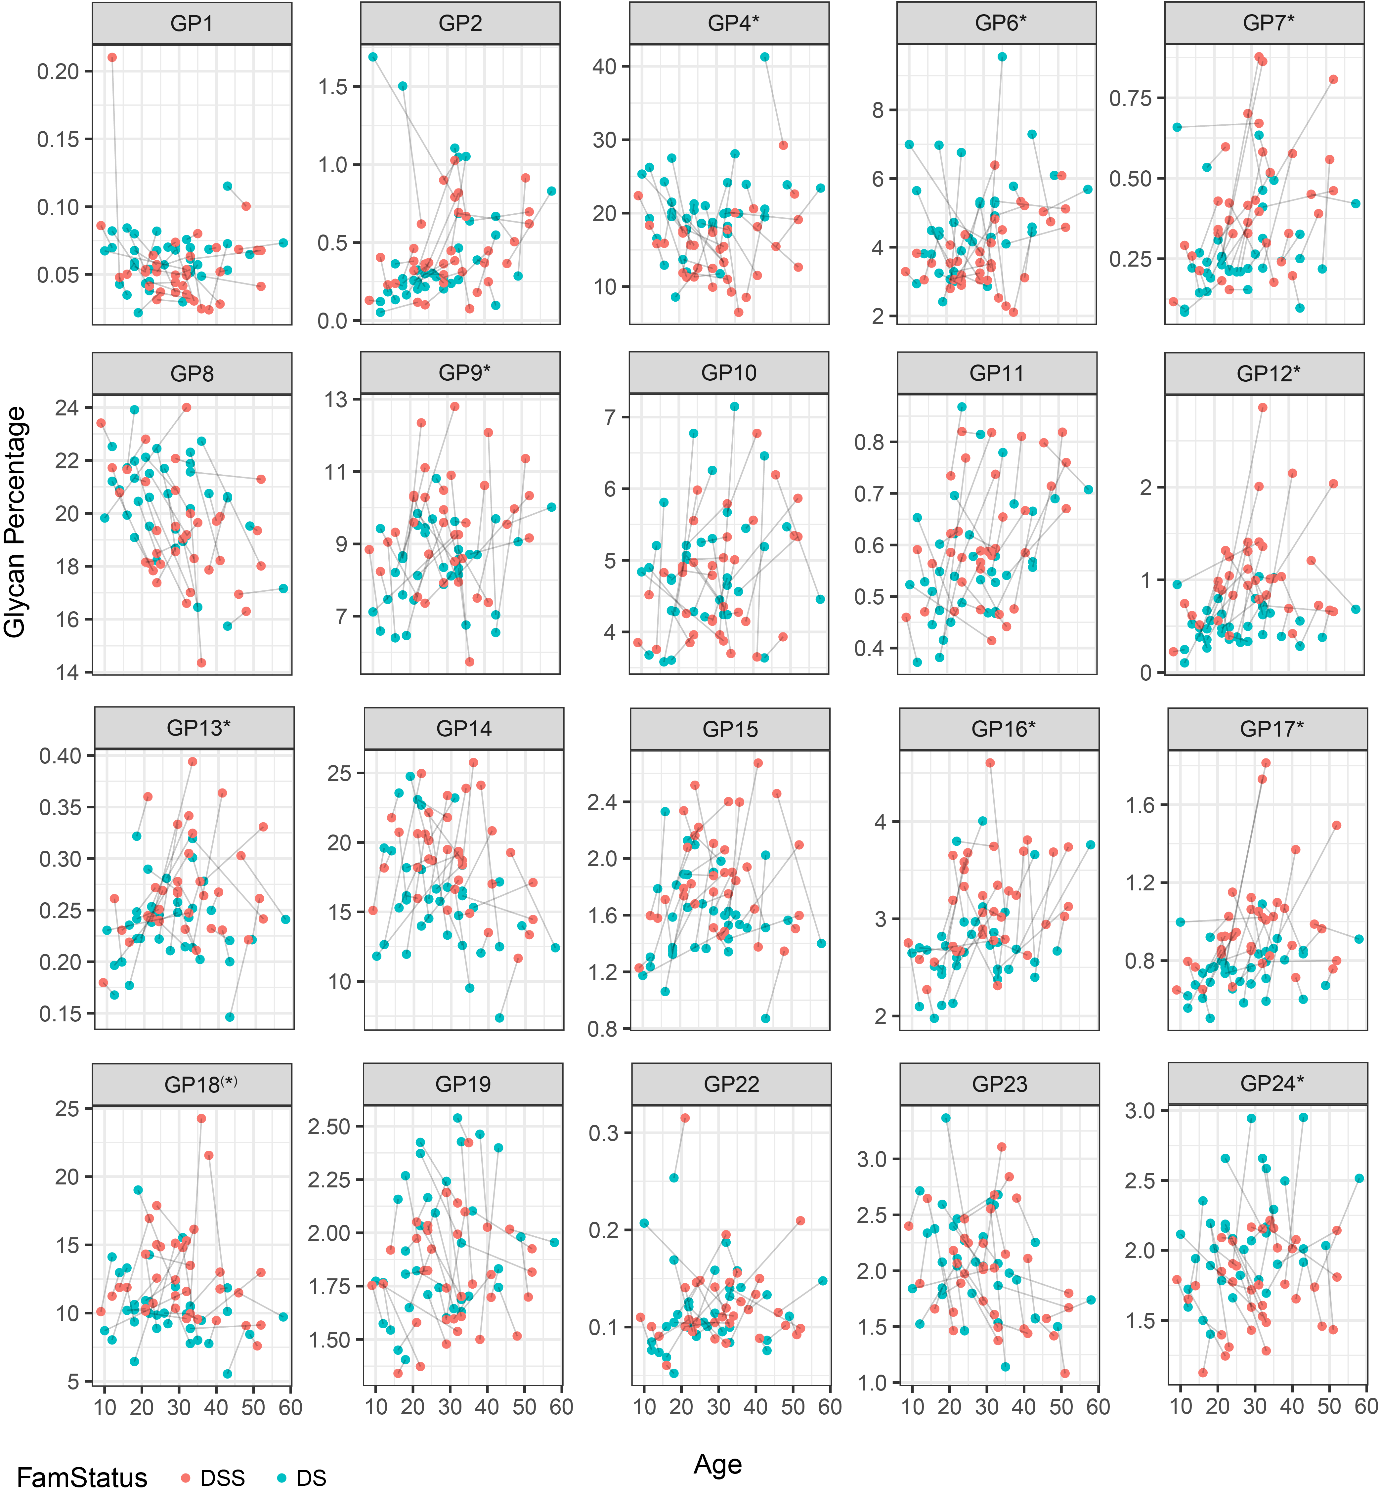 GP1 GP2 GP4* GP6* GP7*
0.20 0.15 0.10 0.05
1.5 1.0 0.5 0.0
40 30 20 10
8 6 4 2
0.75 0.50 0.25
GP8 GP9* GP10 GP11 GP12*
24 22 20 18 16 14
13 11 9 7
7 6 5 4
0.8 0.7 0.6 0.5 0.4
2 1 0
Glycan Percentage
GP13* GP14 GP15 GP16* GP17*
0.40 0.35 0.30 0.25 0.20 0.15
25 20 15 10
2.4 2.0 1.6 1.2 0.8
4 3 2
1.6 1.2 0.8
GP18(*) GP19 GP22 GP23 GP24*
25 20 15 10 5
2.50 2.25 2.00 1.75 1.50
0.3 0.2 0.1
3.0 2.5 2.0 1.5 1.0
3.0 2.5 2.0 1.5
10 20 30 40 50 60 10 20 30 40 50 60 10 20 30 40 50 60 10 20 30 40 50 60 10 20 30 40 50 60
Age
FamStatus DSS DS